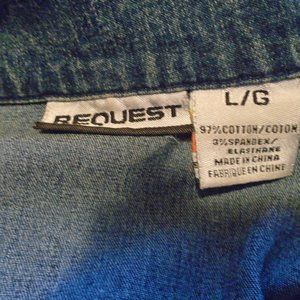 REQUEST
L/G
97%COTTON/COTON
3%SPANDEX/
ELASTHANE
MADE IN CHINA
FABRIQUE EN CHINE